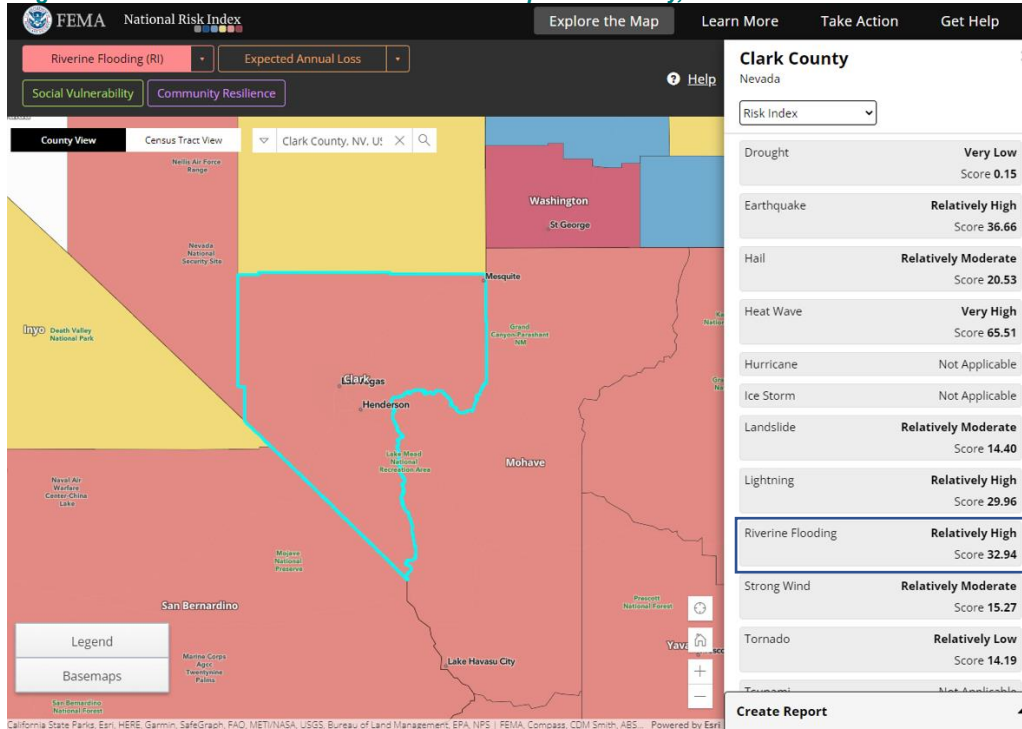 FEMA National Risk Index
Explore the Map Learn More Take Action Get Help
Riverine Flooding (RI) Expected Annual Loss
Social Vulnerability Community Resilience
Help
County View Census Tract View Clark County, NV, US
Nellis Air Force
Range
Washington
St George
Nevada
National
Security Site
Mesquite
Inyo Death Valley
National Park
Grand
Canyon-Parashant
NM
Clark
Las Vegas
Henderson
Lake Mead
National
Recreation Area
Mohave
Naval Air
Warfare
Center-China
Lake
Mojave
National
Preserve
San Bernardino
Prescott
National Forest
Legend
Basemaps
Marine Corps
Agcc
Twentynine
Palms
Lake Havasu City
San Bernardino
National Forest
California State Parks, Esri, HERE, Garmin, SafeGraph, FAO, METI/NASA, USGS, Bureau of Land Management, EPA, NPS | FEMA, Compass, CDM Smith, ABS... Powered by Esri
Clark County
Nevada
Risk Index
Drought Very Low
Score 0.15
Earthquake Relatively High
Score 36.66
Hail Relatively Moderate
Score 20.53
Heat Wave Very High
Score 65.51
Hurricane Not Applicable
Ice Storm Not Applicable
Landslide Relatively Moderate
Score 14.40
Lightning Relatively High
Score 29.96
Riverine Flooding Relatively High
Score 32.94
Strong Wind Relatively Moderate
Score 15.27
Tornado Relatively Low
Score 14.19
Tsunami Not Applicable
Create Report